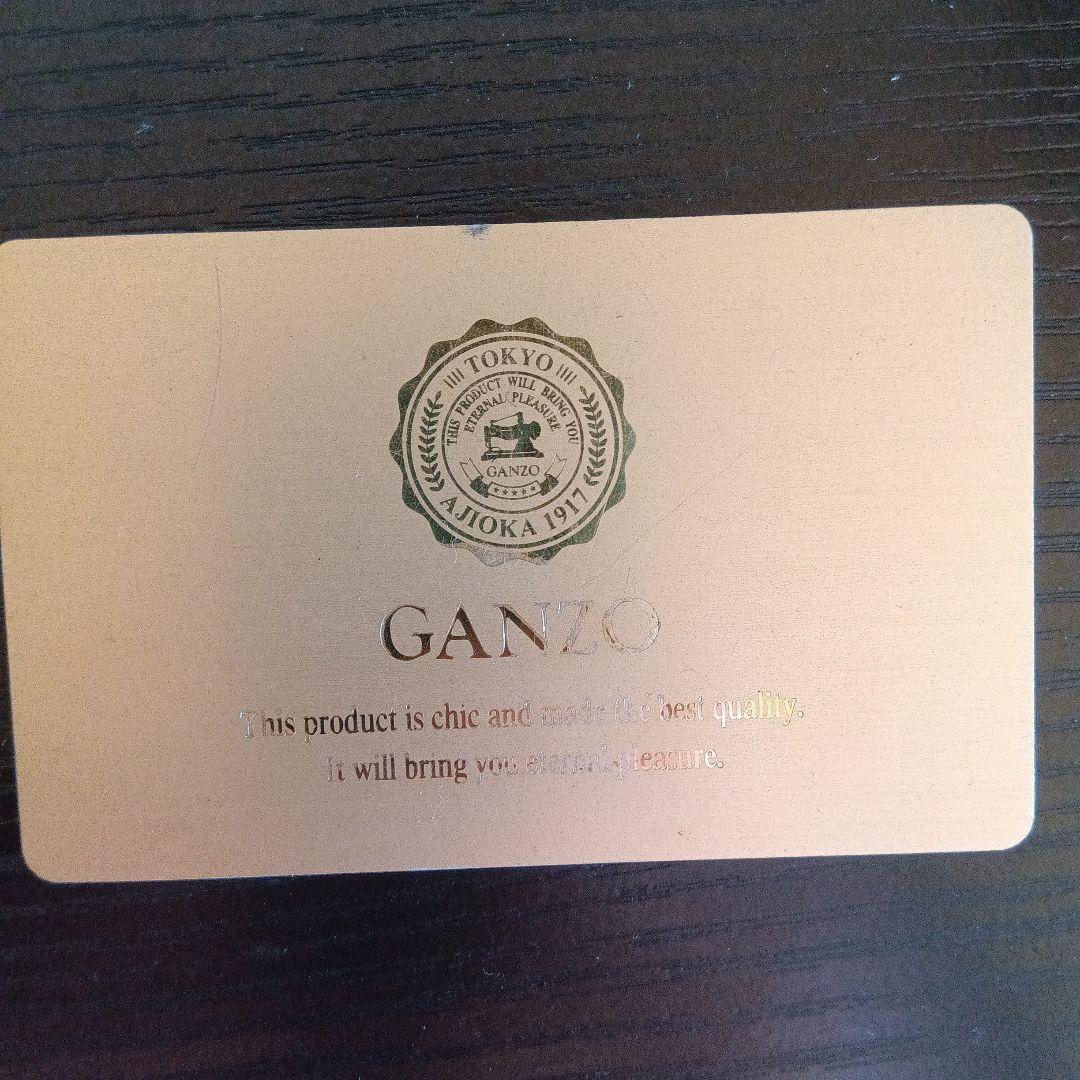 TOKYO
THIS PRODUCT WILL BRING YOU
ETERNAL PLEASURE
GANZO
AJIOKA 1917
GANZO
This product is chic and made the best quality.
It will bring you eternal pleasure.